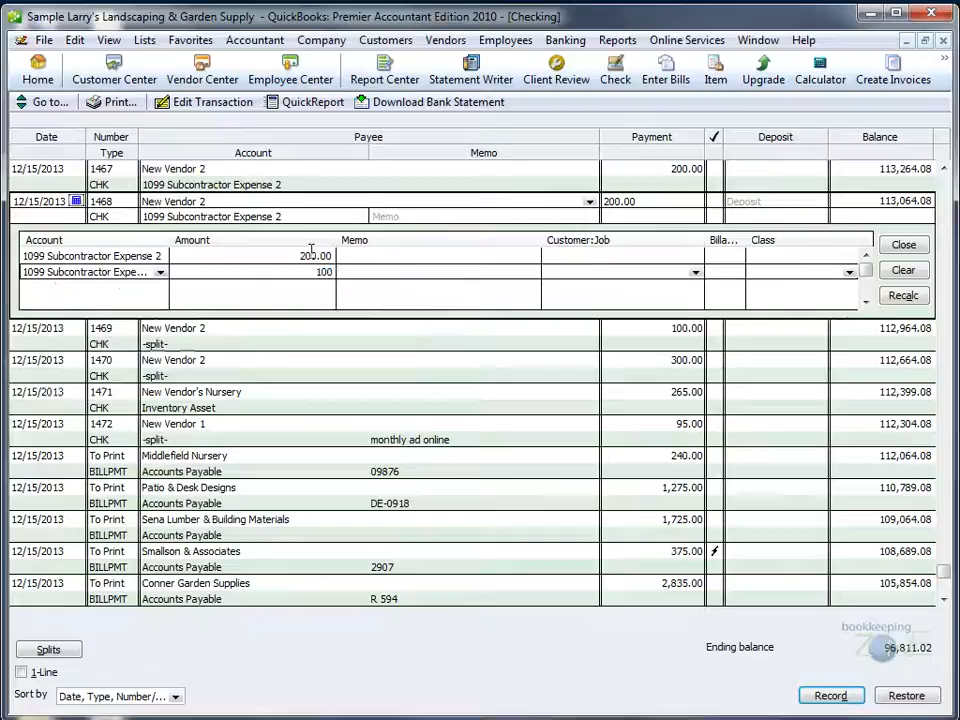 Sample Larry's Landscaping & Garden Supply - QuickBooks: Premier Accountant Edition 2010 - [Checking]
File Edit View Lists Favorites Accountant Company Customers Vendors Employees Banking Reports Online Services Window Help
Home Customer Center Vendor Center Employee Center Report Center Statement Writer Client Review Check Enter Bills Item Upgrade Calculator Create Invoices
Go to... Print... Edit Transaction QuickReport Download Bank Statement
Date Number Payee Payment ✓ Deposit Balance
Type Account Memo
12/15/2013 1467 New Vendor 2 200.00 113,264.08
CHK 1099 Subcontractor Expense 2
12/15/2013 1468 New Vendor 2 200.00 Deposit 113,064.08
CHK 1099 Subcontractor Expense 2 Memo
Account Amount Memo Customer:Job Billa... Class Close
1099 Subcontractor Expense 2 200.00
1099 Subcontractor Expe... 100 Clear
Recalc
12/15/2013 1469 New Vendor 2 100.00 112,964.08
CHK -split-
12/15/2013 1470 New Vendor 2 300.00 112,664.08
CHK -split-
12/15/2013 1471 New Vendor's Nursery 265.00 112,399.08
CHK Inventory Asset
12/15/2013 1472 New Vendor 1 95.00 112,304.08
CHK -split- monthly ad online
12/15/2013 To Print Middlefield Nursery 240.00 112,064.08
BILLPMT Accounts Payable 09876
12/15/2013 To Print Patio & Desk Designs 1,275.00 110,789.08
BILLPMT Accounts Payable DE-0918
12/15/2013 To Print Sena Lumber & Building Materials 1,725.00 109,064.08
BILLPMT Accounts Payable
12/15/2013 To Print Smallson & Associates 375.00 108,689.08
BILLPMT Accounts Payable 2907
12/15/2013 To Print Conner Garden Supplies 2,835.00 105,854.08
BILLPMT Accounts Payable R 594
bookkeeping
Splits Ending balance 96,811.02
1-Line
Sort by Date, Type, Number/... Record Restore